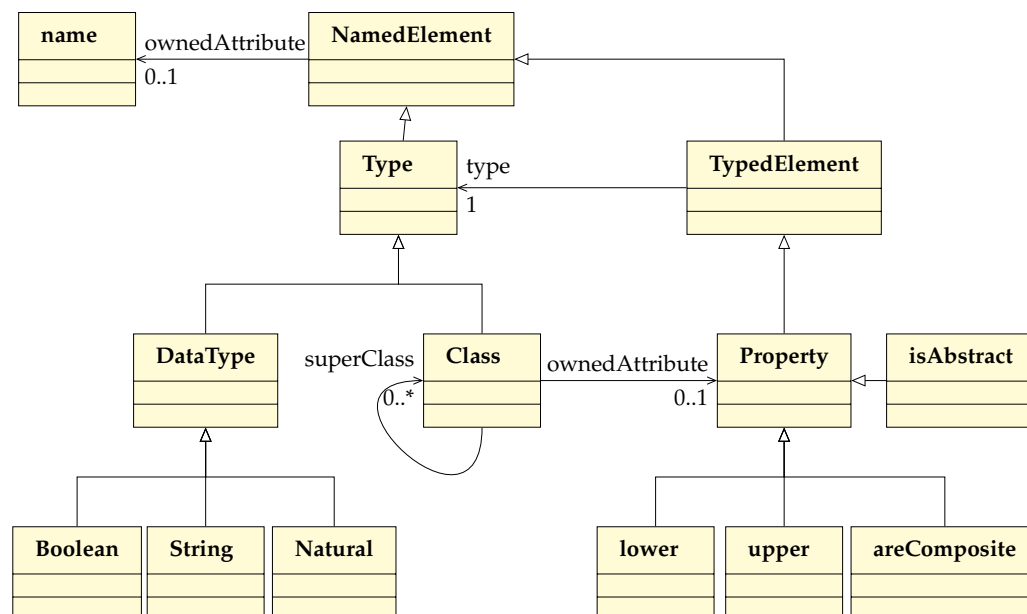 name
ownedAttribute
0..1
NamedElement
Type
type
1
TypedElement
DataType
superClass
0..*
Class
ownedAttribute
0..1
Property
isAbstract
Boolean
String
Natural
lower
upper
areComposite